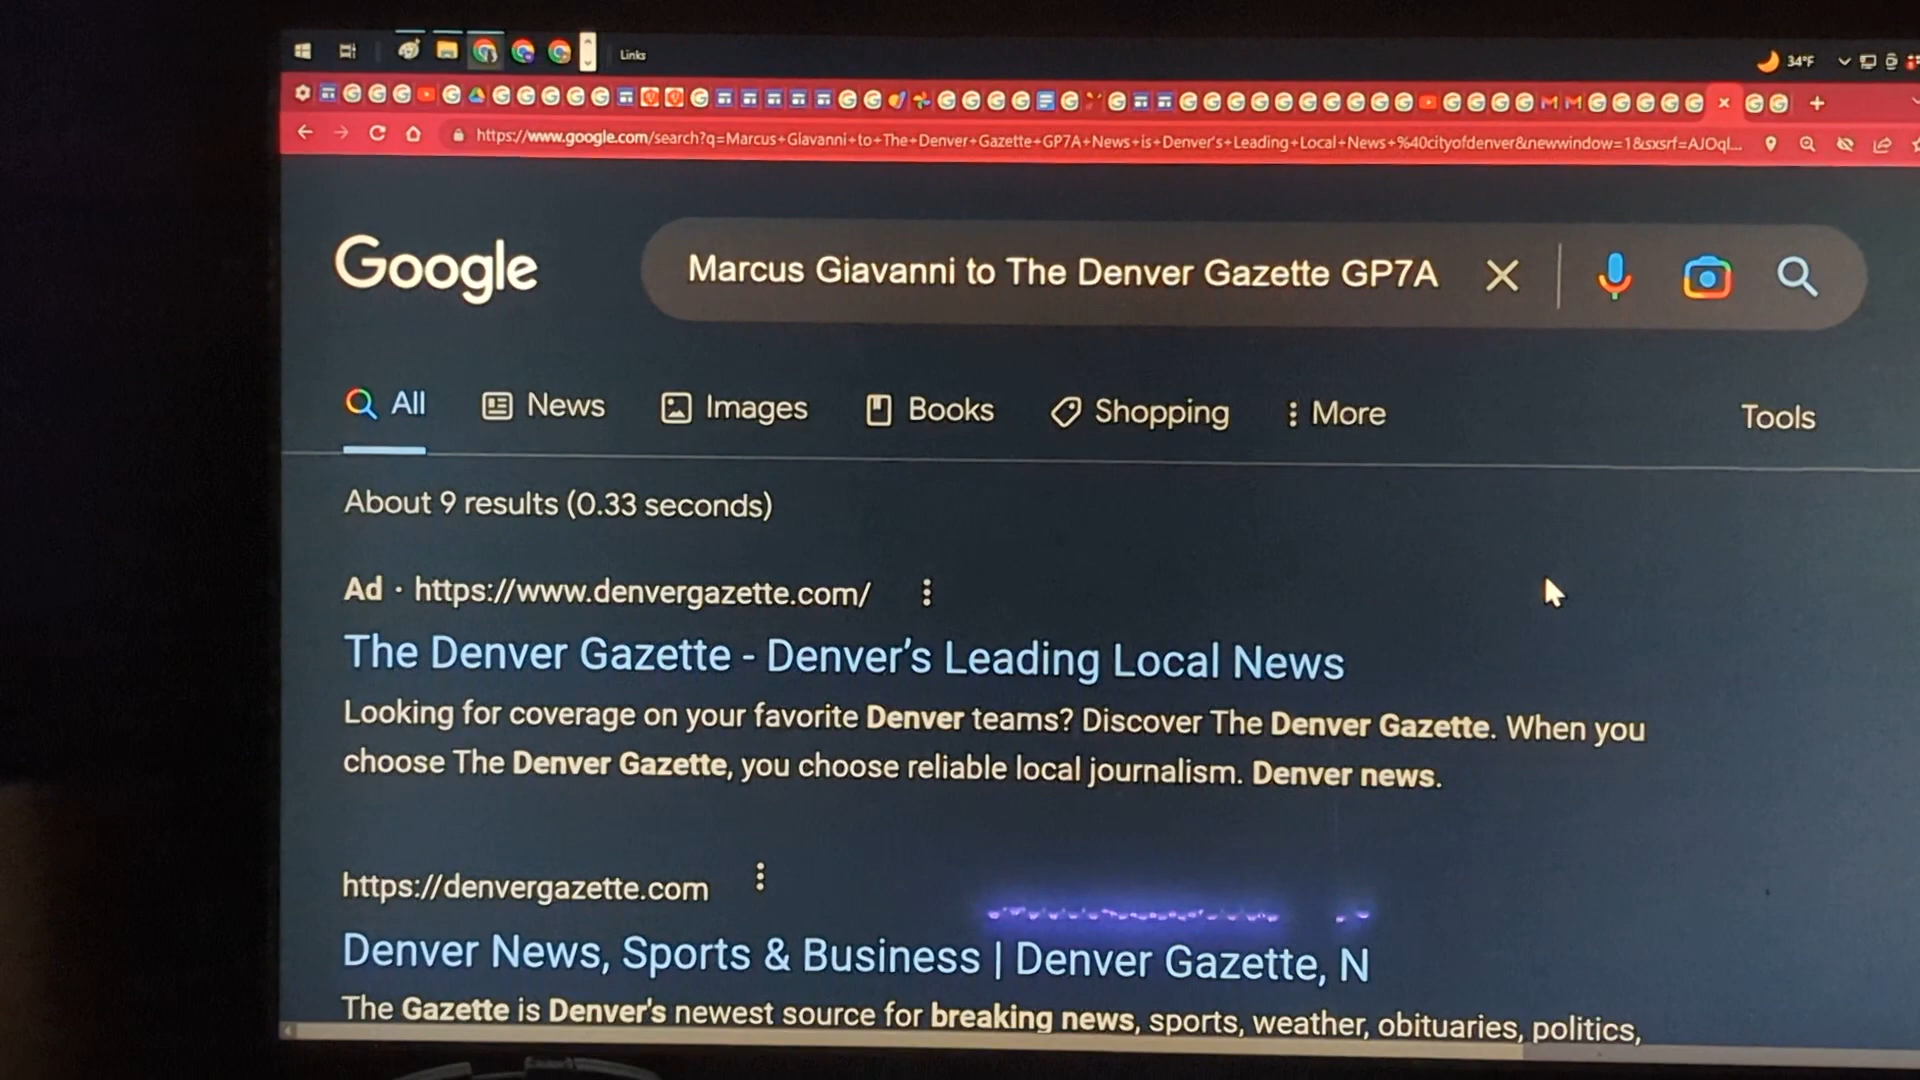 Links
34°F
https://www.google.com/search?q=Marcus+Giavanni+to+The+Denver+Gazette+GP7A+News+is+Denver's+Leading+Local+News+%40cityofdenver&newwindow=1&sxsrf=AJOql...
Google
Marcus Giavanni to The Denver Gazette GP7A
All News Images Books Shopping More Tools
About 9 results (0.33 seconds)
Ad · https://www.denvergazette.com/
The Denver Gazette - Denver's Leading Local News
Looking for coverage on your favorite Denver teams? Discover The Denver Gazette. When you
choose The Denver Gazette, you choose reliable local journalism. Denver news.
https://denvergazette.com
Denver News, Sports & Business | Denver Gazette, N
The Gazette is Denver's newest source for breaking news, sports, weather, obituaries, politics,